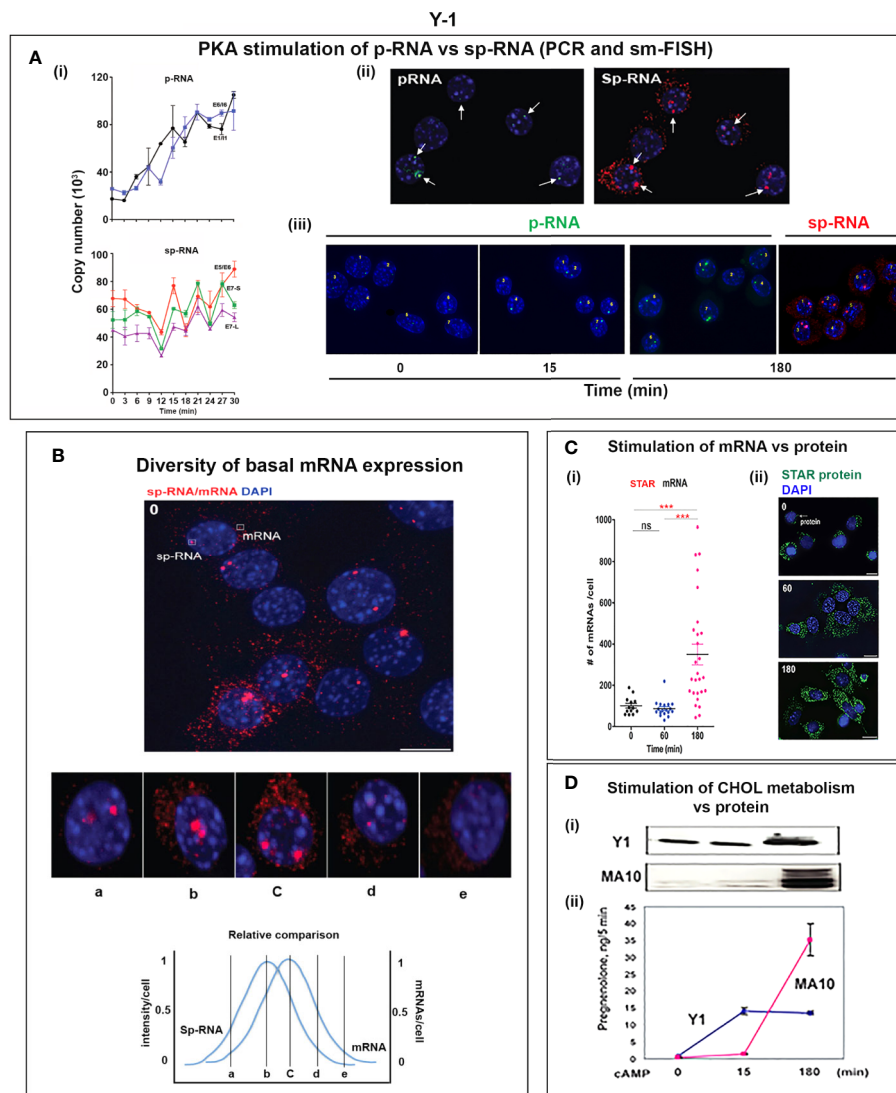 Y-1
A
PKA stimulation of p-RNA vs sp-RNA (PCR and sm-FISH)
(i)
p-RNA
Copy number (10³)
120
80
40
0
E6/I6
E1/I1
sp-RNA
100
80
60
40
20
0
E5/E6
E7-S
E7-L
0 3 6 9 12 15 18 21 24 27 30
Time (min)
(ii)
pRNA
Sp-RNA
(iii)
p-RNA
sp-RNA
0 15 180
Time (min)
B
Diversity of basal mRNA expression
sp-RNA/mRNA DAPI
0
mRNA
sp-RNA
a b C d e
Relative comparison
intensity/cell
1
0.5
0
Sp-RNA
mRNA
1
0.5
0
mRNAs/cell
a b C d e
C
Stimulation of mRNA vs protein
(i)
STAR mRNA
***
***
ns
# of mRNAs /cell
1000
800
600
400
200
0
0 60 180
Time (min)
(ii)
STAR protein
DAPI
0
protein
60
180
D
Stimulation of CHOL metabolism
vs protein
(i)
Y1
MA10
(ii)
Pregnenolone, ng/5 min
45
40
35
30
25
20
15
10
5
0
MA10
Y1
cAMP 0 15 180 (min)